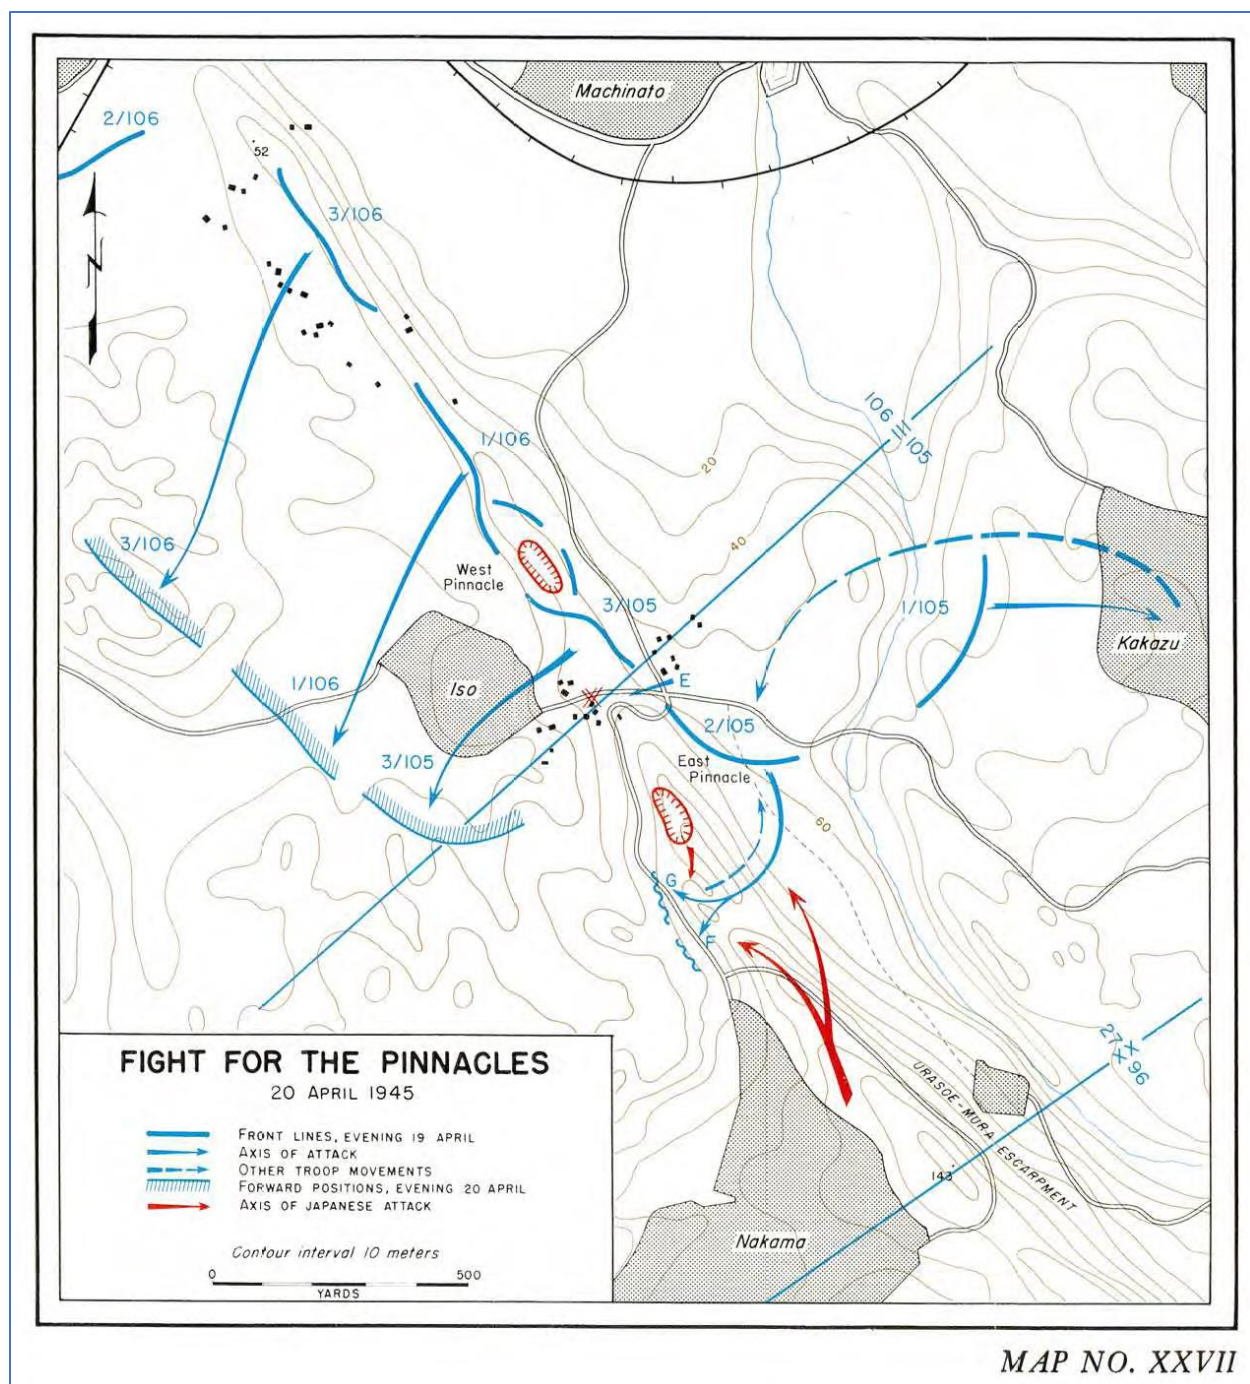 Machinato
2/106
52
3/106
106
105
1/106
20
40
3/106
West
Pinnacle
3/105
1/105
Kakazu
Iso
1/106
E
2/105
3/105
East
Pinnacle
60
G
F
27 X 96
X
URASOE-MURA ESCARPMENT
143
Nakama
FIGHT FOR THE PINNACLES
20 APRIL 1945
FRONT LINES, EVENING 19 APRIL
AXIS OF ATTACK
OTHER TROOP MOVEMENTS
FORWARD POSITIONS, EVENING 20 APRIL
AXIS OF JAPANESE ATTACK
Contour interval 10 meters
0 500
YARDS
MAP NO. XXVII